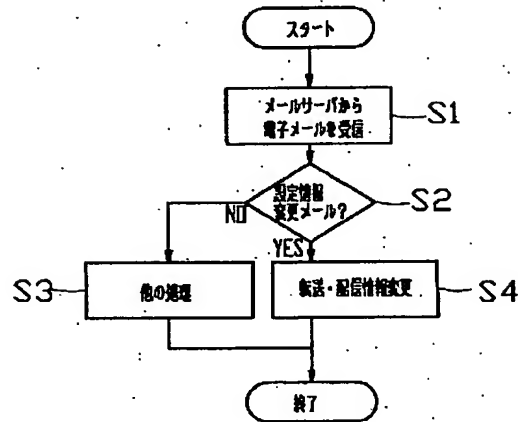 スタート
メールサーバから
電子メールを受信
S1
設定情報
変更メール?
S2
NO
YES
S3
他の処理
転送・配信情報変更
S4
終了